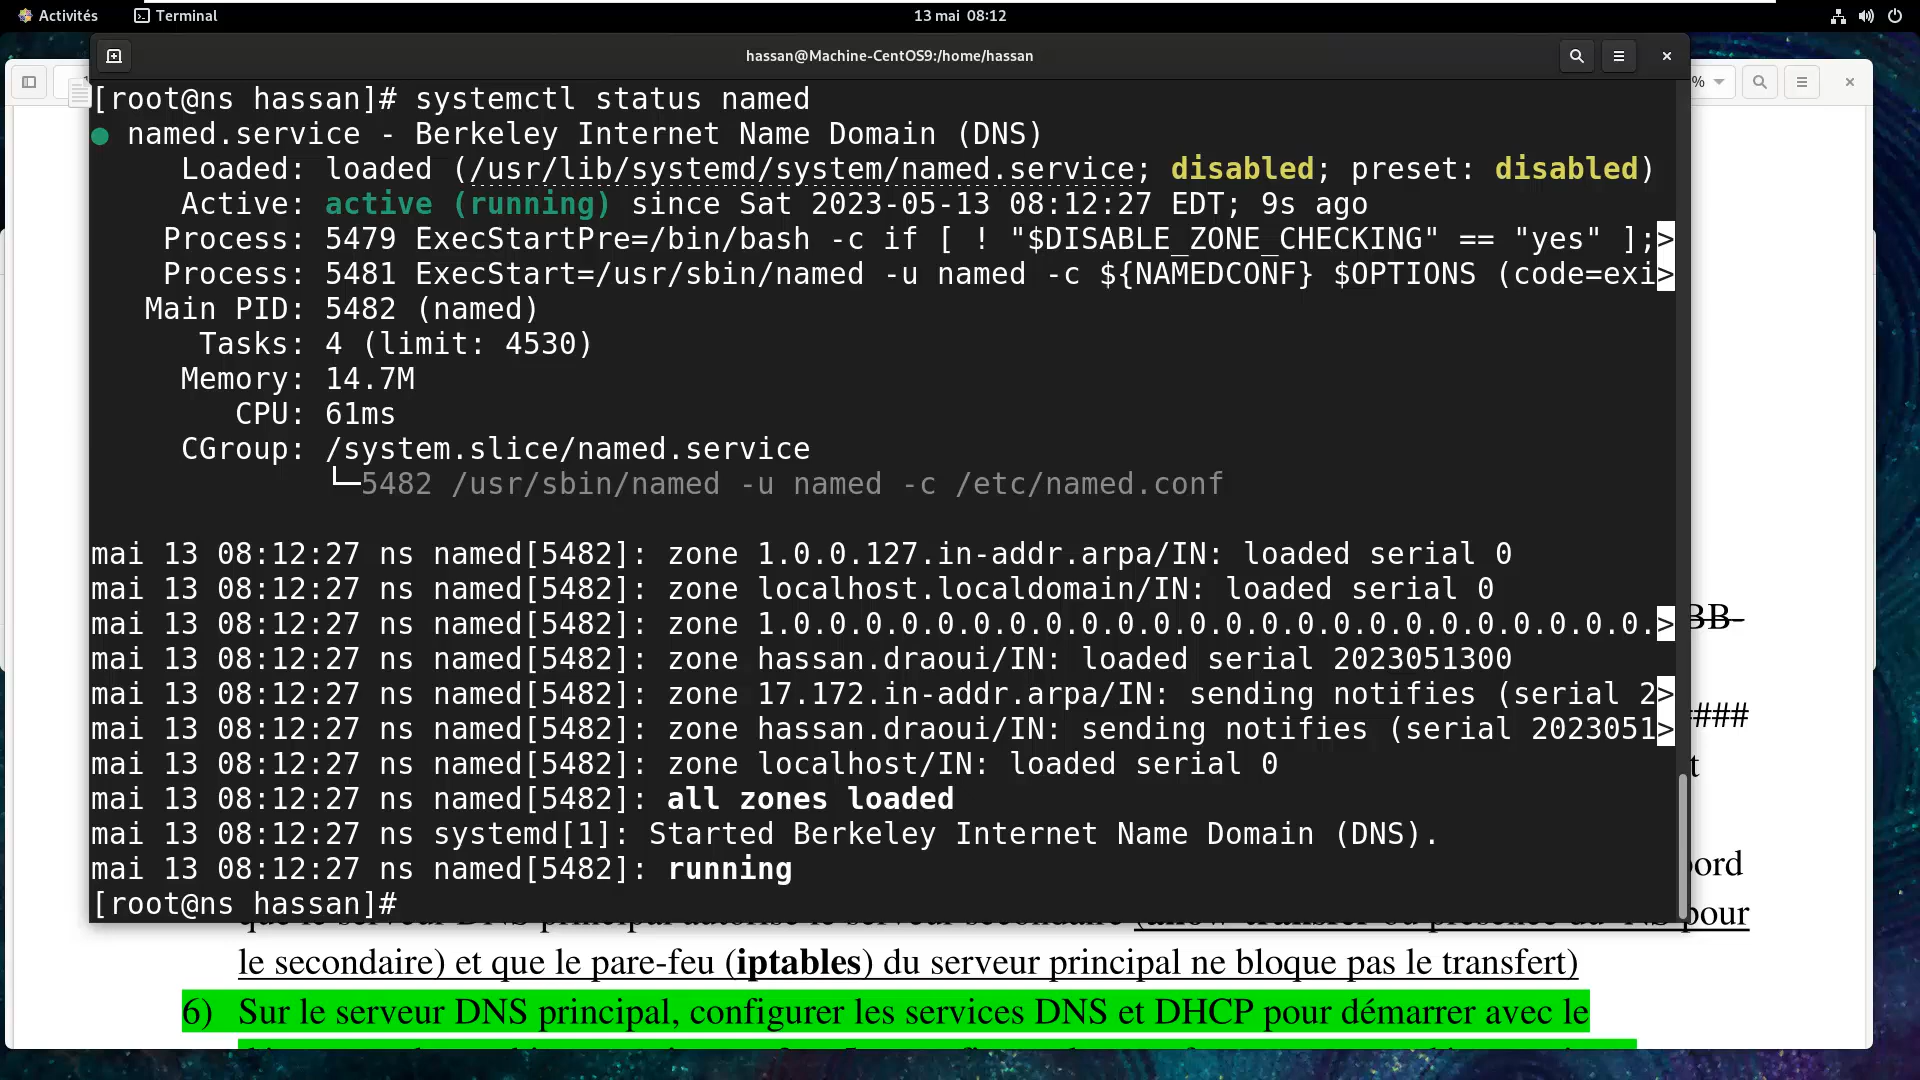 Activités
Terminal
13 mai 08:12
hassan@Machine-CentOS9:/home/hassan
%
[root@ns hassan]# systemctl status named
● named.service - Berkeley Internet Name Domain (DNS)
Loaded: loaded (/usr/lib/systemd/system/named.service; disabled; preset: disabled)
Active: active (running) since Sat 2023-05-13 08:12:27 EDT; 9s ago
Process: 5479 ExecStartPre=/bin/bash -c if [ ! "$DISABLE_ZONE_CHECKING" == "yes" ];>
Process: 5481 ExecStart=/usr/sbin/named -u named -c ${NAMEDCONF} $OPTIONS (code=exi>
Main PID: 5482 (named)
Tasks: 4 (limit: 4530)
Memory: 14.7M
CPU: 61ms
CGroup: /system.slice/named.service
└─5482 /usr/sbin/named -u named -c /etc/named.conf
mai 13 08:12:27 ns named[5482]: zone 1.0.0.127.in-addr.arpa/IN: loaded serial 0
mai 13 08:12:27 ns named[5482]: zone localhost.localdomain/IN: loaded serial 0
mai 13 08:12:27 ns named[5482]: zone 1.0.0.0.0.0.0.0.0.0.0.0.0.0.0.0.0.0.0.0.0.0.0.0.0.>
BB-
mai 13 08:12:27 ns named[5482]: zone hassan.draoui/IN: loaded serial 2023051300
mai 13 08:12:27 ns named[5482]: zone 17.172.in-addr.arpa/IN: sending notifies (serial 2>
####
mai 13 08:12:27 ns named[5482]: zone hassan.draoui/IN: sending notifies (serial 2023051>
mai 13 08:12:27 ns named[5482]: zone localhost/IN: loaded serial 0
t
mai 13 08:12:27 ns named[5482]: all zones loaded
mai 13 08:12:27 ns systemd[1]: Started Berkeley Internet Name Domain (DNS).
mai 13 08:12:27 ns named[5482]: running
ord
[root@ns hassan]#
pour
le secondaire) et que le pare-feu (iptables) du serveur principal ne bloque pas le transfert)
6) Sur le serveur DNS principal, configurer les services DNS et DHCP pour démarrer avec le